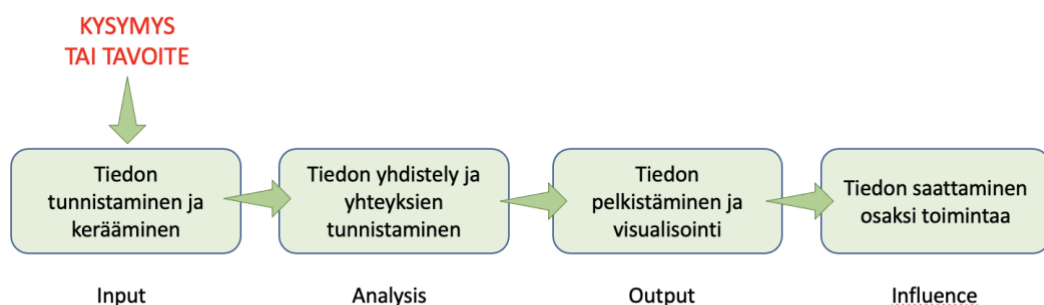 KYSYMYS
TAI TAVOITE
Tiedon
tunnistaminen ja
kerääminen
Tiedon yhdistely ja
yhteyksien
tunnistaminen
Tiedon
pelkistäminen ja
visualisointi
Tiedon saattaminen
osaksi toimintaa
Input
Analysis
Output
Influence